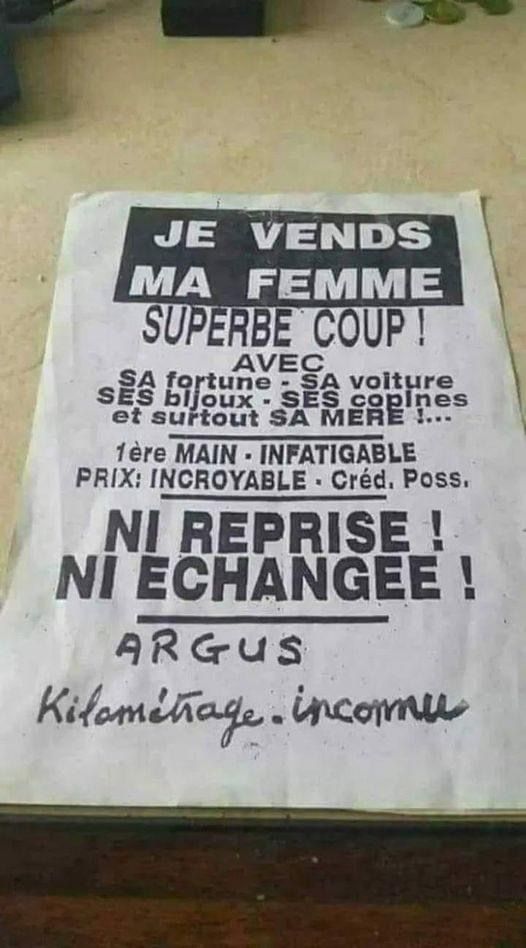 JE VENDS
MA FEMME
SUPERBE COUP !
AVEC
SA fortune - SA voiture
SES bijoux - SES copines
et surtout SA MERE !...
1ère MAIN - INFATIGABLE
PRIX: INCROYABLE - Créd. Poss.
NI REPRISE !
NI ECHANGEE !
ARGUS
Kilométrage. inconnu